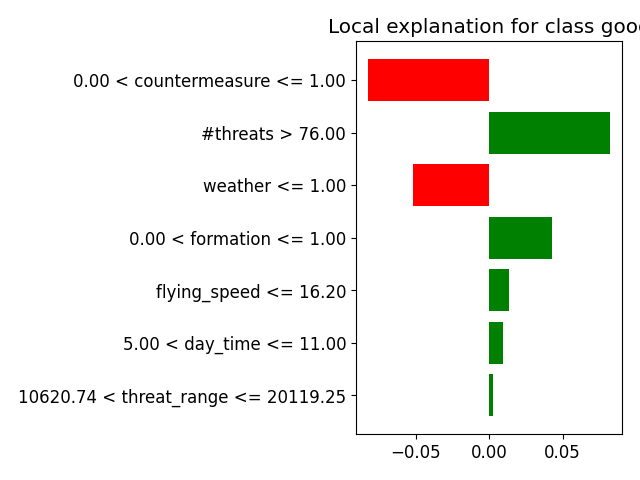 Local explanation for class goo
0.00 < countermeasure <= 1.00
#threats > 76.00
weather <= 1.00
0.00 < formation <= 1.00
flying_speed <= 16.20
5.00 < day_time <= 11.00
10620.74 < threat_range <= 20119.25
−0.05 0.00 0.05